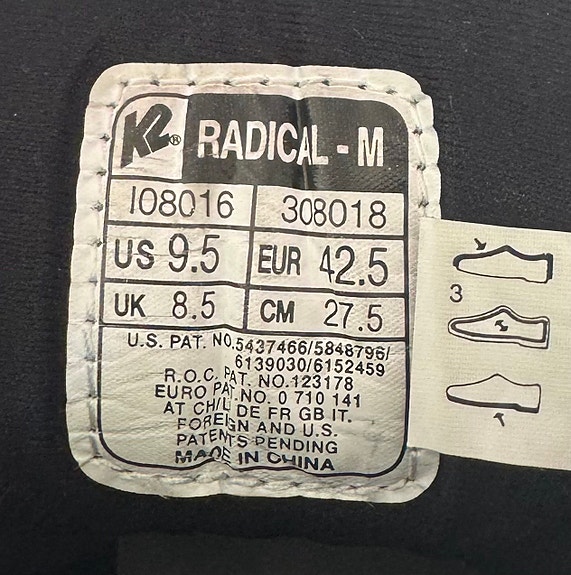 K2® RADICAL - M
I08016 308018
US 9.5 EUR 42.5
UK 8.5 CM 27.5
U.S. PAT. NO.5437466/5848796/
6139030/6152459
R.O.C. PAT. NO.123178
EURO PAT. NO. 0 710 141
AT CH/LI DE FR GB IT.
FOREIGN AND U.S.
PATENTS PENDING
MADE IN CHINA
3